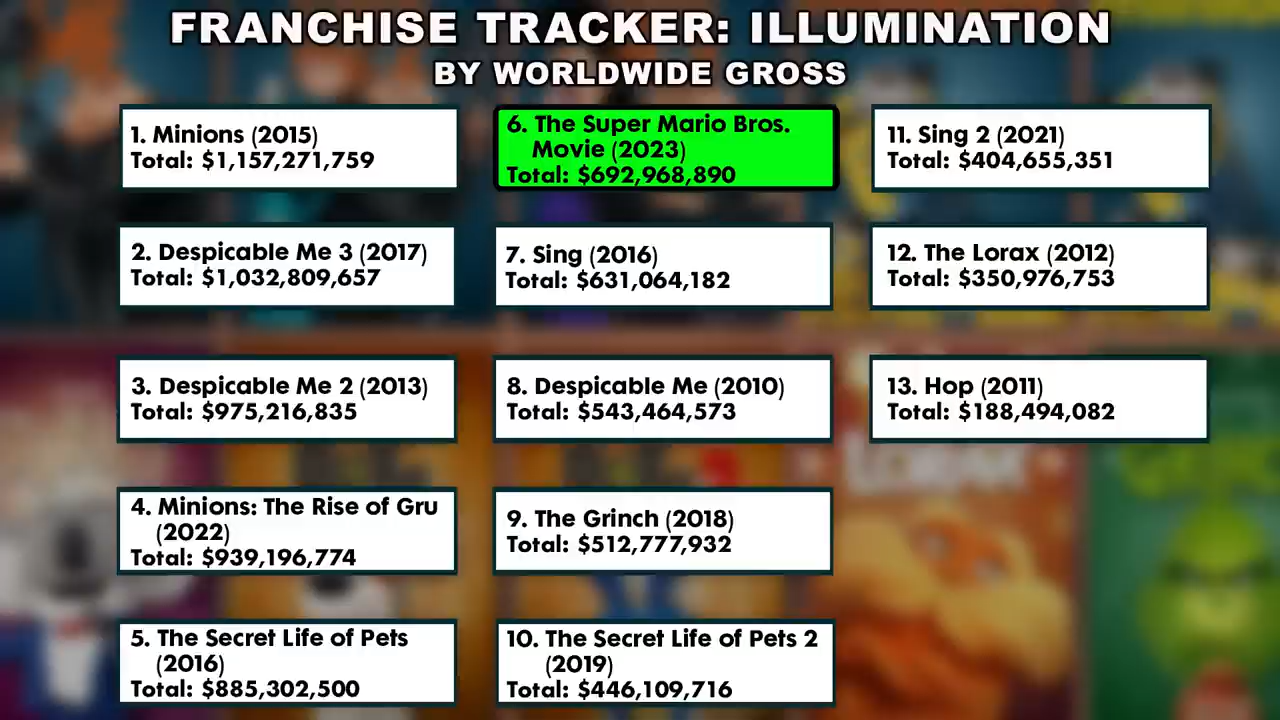 FRANCHISE TRACKER: ILLUMINATION
BY WORLDWIDE GROSS
1. Minions (2015)
Total: $1,157,271,759
2. Despicable Me 3 (2017)
Total: $1,032,809,657
3. Despicable Me 2 (2013)
Total: $975,216,835
4. Minions: The Rise of Gru
(2022)
Total: $939,196,774
5. The Secret Life of Pets
(2016)
Total: $885,302,500
6. The Super Mario Bros.
Movie (2023)
Total: $692,968,890
7. Sing (2016)
Total: $631,064,182
8. Despicable Me (2010)
Total: $543,464,573
9. The Grinch (2018)
Total: $512,777,932
10. The Secret Life of Pets 2
(2019)
Total: $446,109,716
11. Sing 2 (2021)
Total: $404,655,351
12. The Lorax (2012)
Total: $350,976,753
13. Hop (2011)
Total: $188,494,082
LORAX